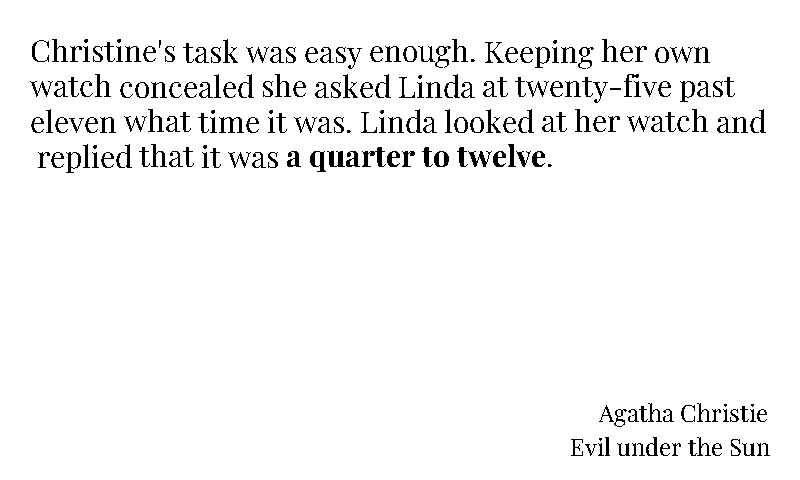 Christine's task was easy enough. Keeping her own
watch concealed she asked Linda at twenty-five past
eleven what time it was. Linda looked at her watch and
replied that it was a quarter to twelve.
Agatha Christie
Evil under the Sun